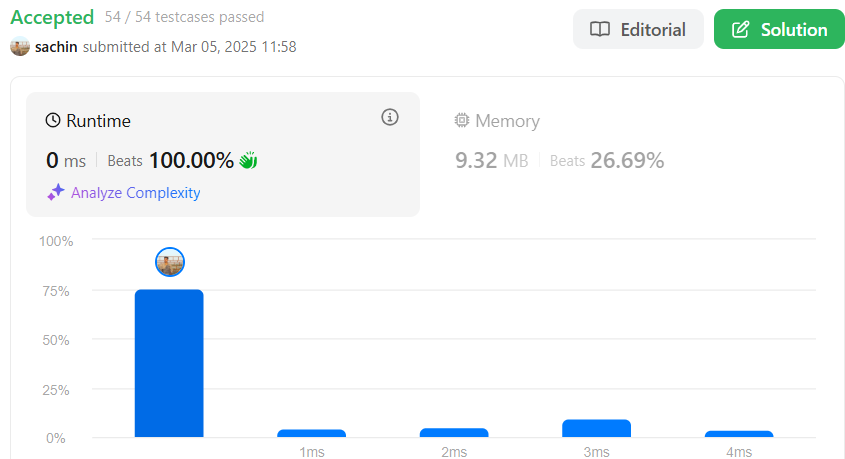 Accepted 54 / 54 testcases passed
sachin submitted at Mar 05, 2025 11:58
Editorial
Solution
Runtime
0 ms Beats 100.00%
Analyze Complexity
Memory
9.32 MB Beats 26.69%
100%
75%
50%
25%
0%
1ms 2ms 3ms 4ms